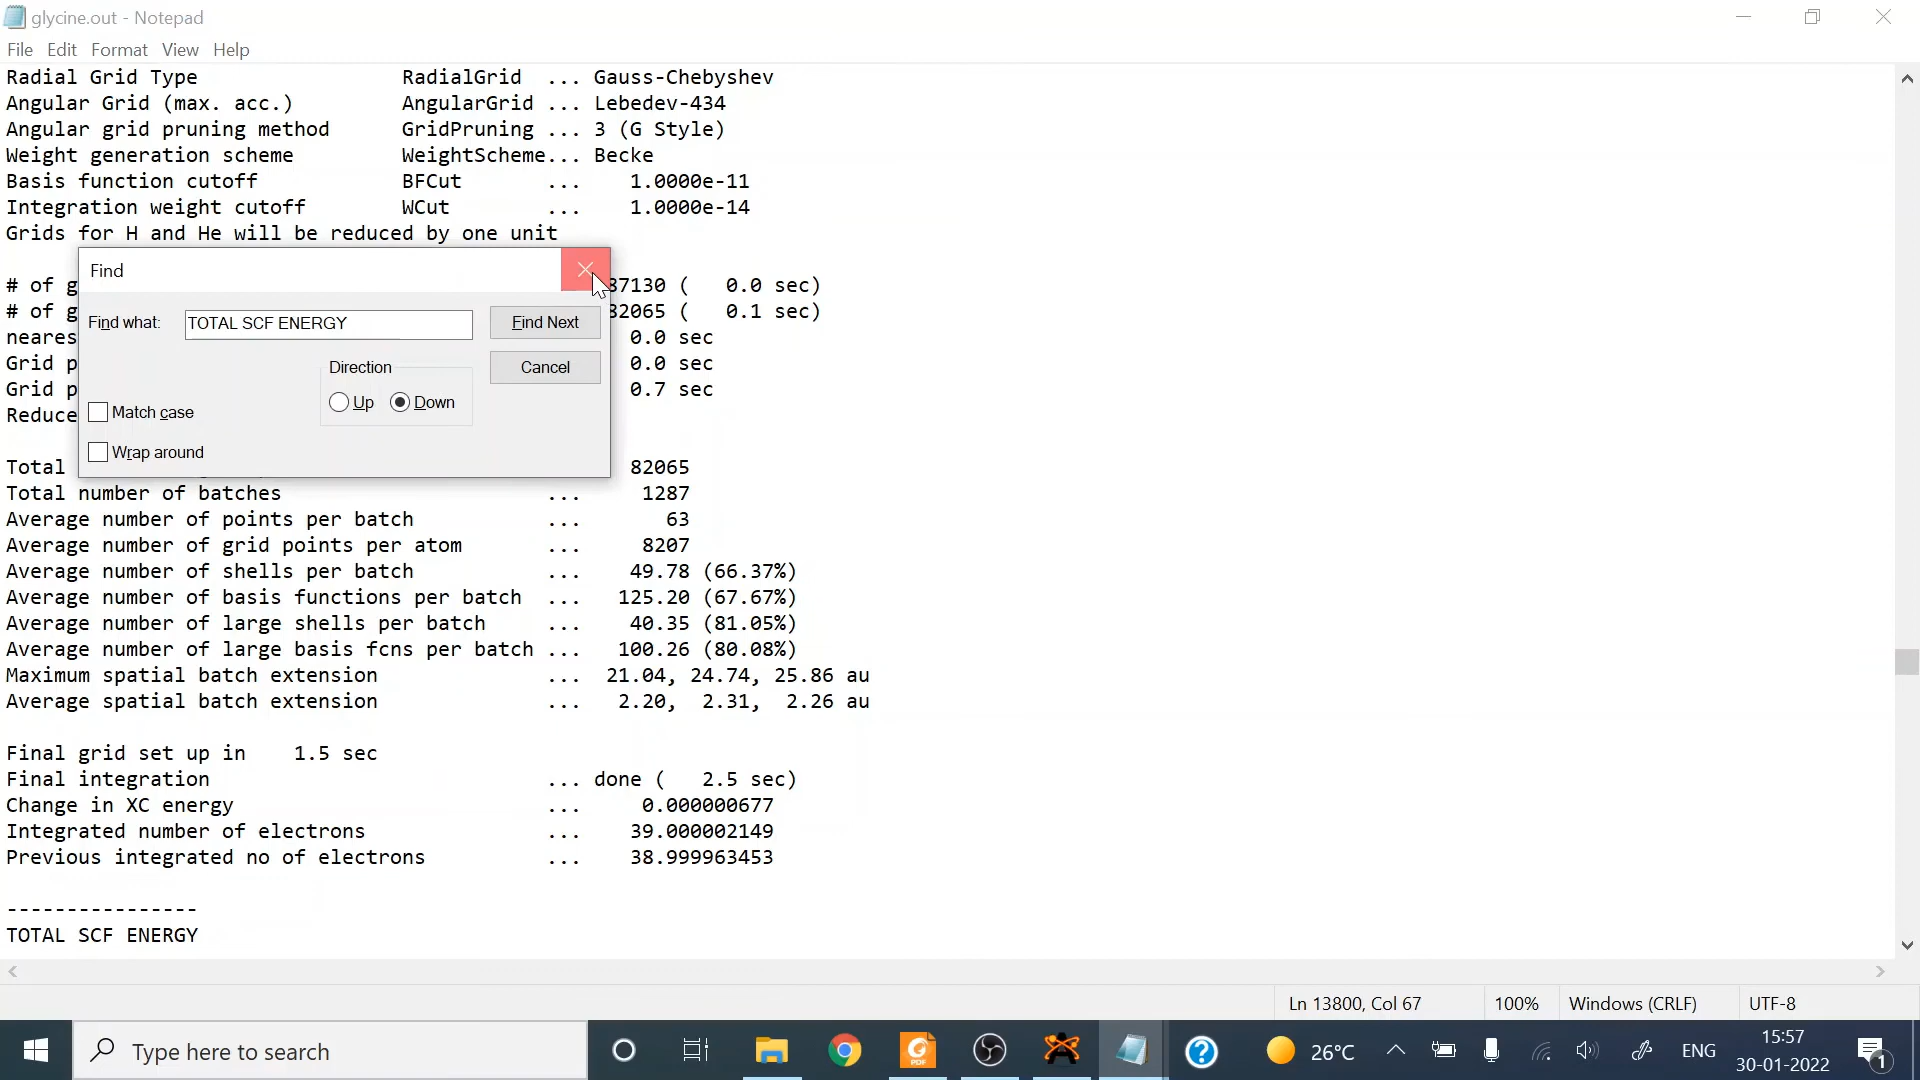 glycine.out - Notepad
File Edit Format View Help
Radial Grid Type RadialGrid ... Gauss-Chebyshev
Angular Grid (max. acc.) AngularGrid ... Lebedev-434
Angular grid pruning method GridPruning ... 3 (G Style)
Weight generation scheme WeightScheme... Becke
Basis function cutoff BFCut ... 1.0000e-11
Integration weight cutoff WCut ... 1.0000e-14
Grids for H and He will be reduced by one unit
Find
# of g 87130 ( 0.0 sec)
# of g 82065 ( 0.1 sec)
Find what: TOTAL SCF ENERGY Find Next
neares 0.0 sec
Grid p 0.0 sec
Direction Cancel
Grid p 0.7 sec
Up Down
Reduce
Match case
Wrap around
Total 82065
Total number of batches ... 1287
Average number of points per batch ... 63
Average number of grid points per atom ... 8207
Average number of shells per batch ... 49.78 (66.37%)
Average number of basis functions per batch ... 125.20 (67.67%)
Average number of large shells per batch ... 40.35 (81.05%)
Average number of large basis fcns per batch ... 100.26 (80.08%)
Maximum spatial batch extension ... 21.04, 24.74, 25.86 au
Average spatial batch extension ... 2.20, 2.31, 2.26 au
Final grid set up in 1.5 sec
Final integration ... done ( 2.5 sec)
Change in XC energy ... 0.000000677
Integrated number of electrons ... 39.000002149
Previous integrated no of electrons ... 38.999963453
----------------
TOTAL SCF ENERGY
Ln 13800, Col 67 100% Windows (CRLF) UTF-8
Type here to search PDF 26°C ENG 15:57
30-01-2022 1